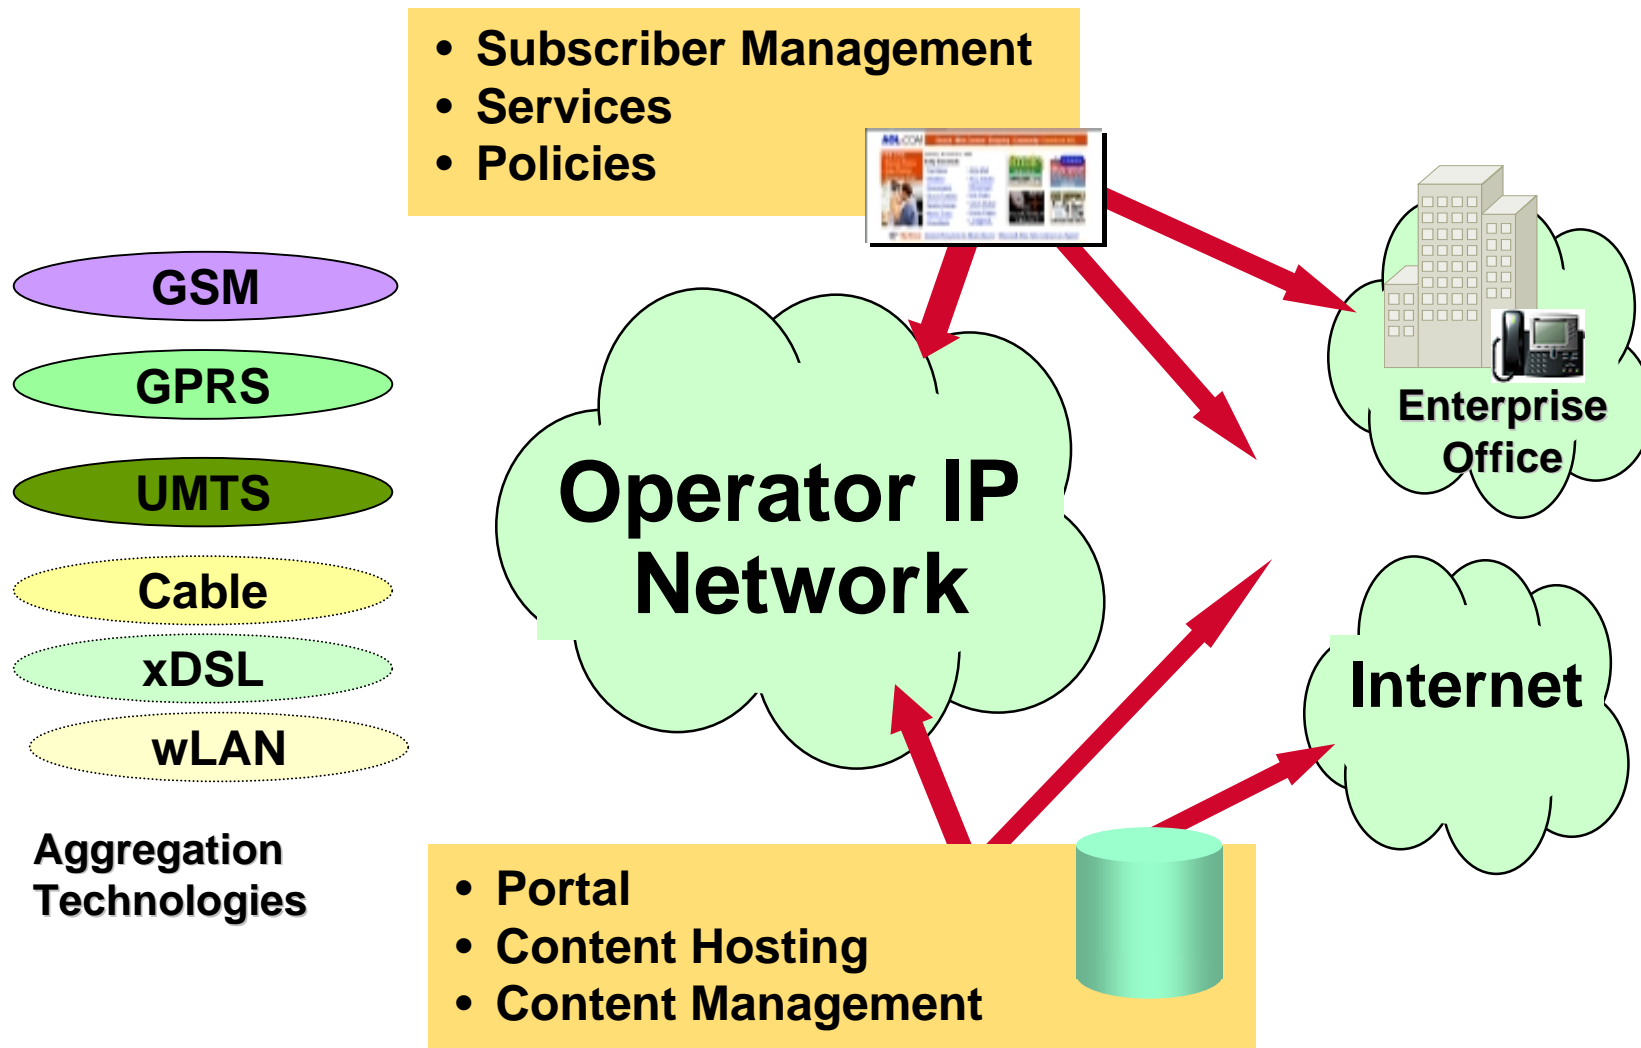 • Subscriber Management
• Services
• Policies
GSM
GPRS
UMTS
Cable
xDSL
wLAN
Aggregation
Technologies
Operator IP
Network
Enterprise
Office
Internet
• Portal
• Content Hosting
• Content Management